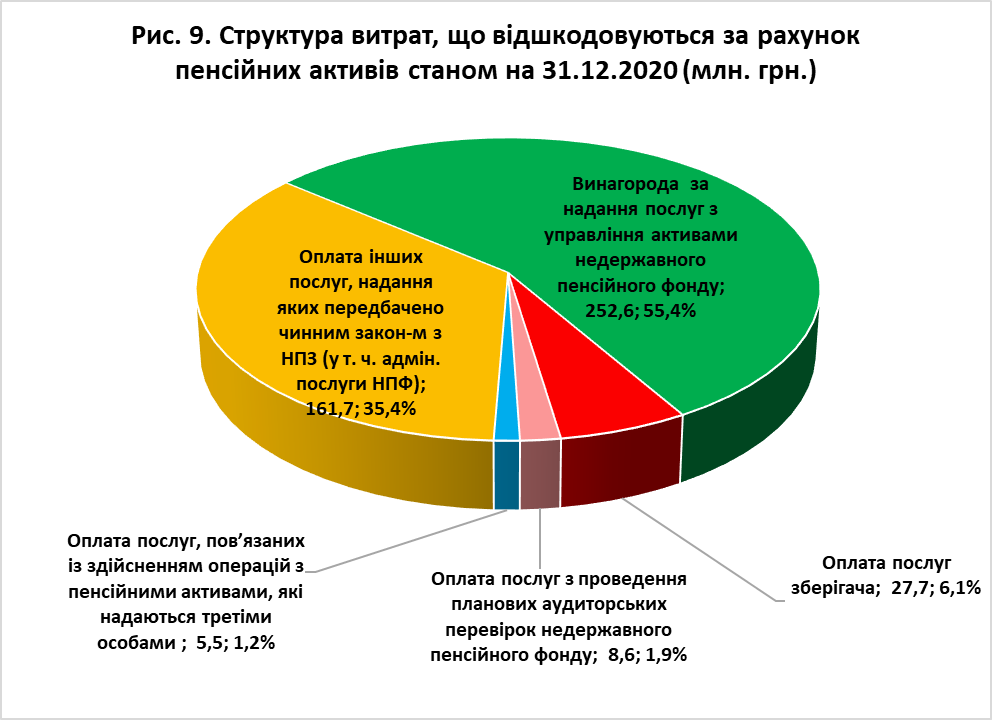 Рис. 9. Структура витрат, що відшкодовуються за рахунок
пенсійних активів станом на 31.12.2020 (млн. грн.)
Винагорода за
надання послуг з
управління активами
недержавного
пенсійного фонду;
252,6; 55,4%
Оплата інших
послуг, надання
яких передбачено
чинним закон-м з
НПЗ (у т. ч. адмін.
послуги НПФ);
161,7; 35,4%
Оплата послуг, пов’язаних
із здійсненням операцій з
пенсійними активами, які
надаються третіми
особами ; 5,5; 1,2%
Оплата послуг з проведення
планових аудиторських
перевірок недержавного
пенсійного фонду; 8,6; 1,9%
Оплата послуг
зберігача; 27,7; 6,1%